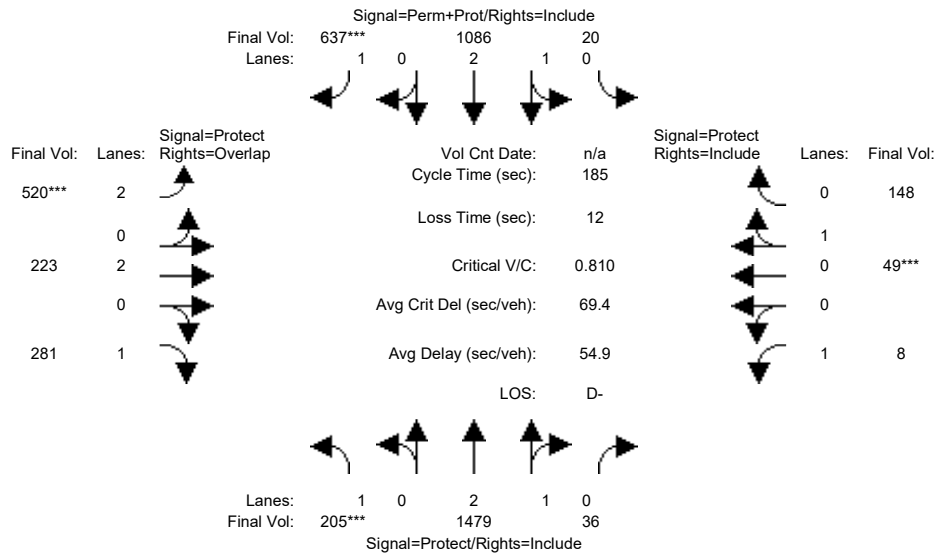 Signal=Perm+Prot/Rights=Include
Final Vol: 637*** 1086 20
Lanes: 1 0 2 1 0
Signal=Protect
Final Vol: Lanes: Rights=Overlap
Vol Cnt Date: n/a
Signal=Protect
Rights=Include Lanes: Final Vol:
Cycle Time (sec): 185
520*** 2
0 148
Loss Time (sec): 12
0
1
223 2
Critical V/C: 0.810
0 49***
0
Avg Crit Del (sec/veh): 69.4
0
281 1
Avg Delay (sec/veh): 54.9
1 8
LOS: D-
Lanes: 1 0 2 1 0
Final Vol: 205*** 1479 36
Signal=Protect/Rights=Include